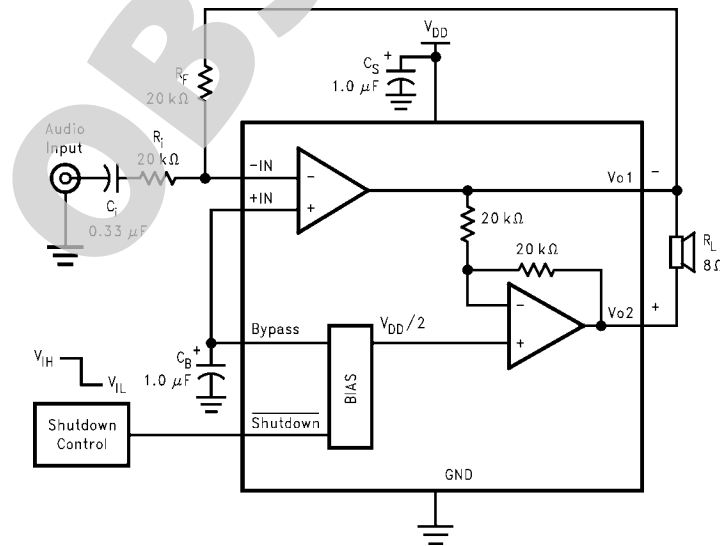 OBS
V_DD
C_S +
1.0 μF
R_F
20 kΩ
Audio
Input
R_i
20 kΩ
C_i
0.33 μF
-IN
+IN
-
+
Vo1
-
20 kΩ
20 kΩ
R_L
8Ω
-
+
Vo2
+
Bypass
V_DD/2
C_B +
1.0 μF
BIAS
V_IH
V_IL
Shutdown
Shutdown
Control
GND